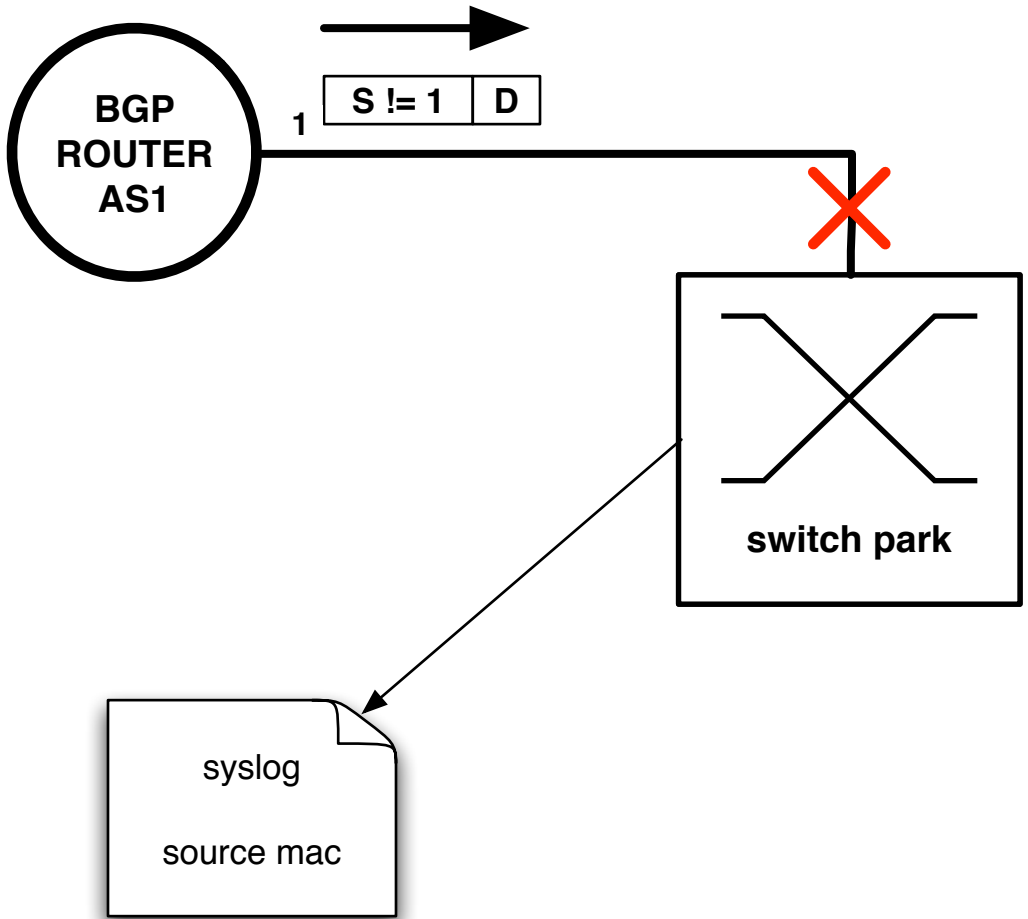 BGP
ROUTER
AS1
1
S != 1 D
switch park
syslog
source mac